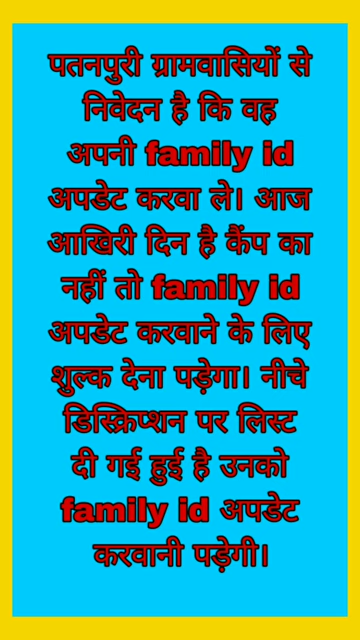 पतनपुरी ग्रामवासियों से
निवेदन है कि वह
अपनी family id
अपडेट करवा ले। आज
आखिरी दिन है कैंप का
नहीं तो family id
अपडेट करवाने के लिए
शुल्क देना पड़ेगा। नीचे
डिस्क्रिप्शन पर लिस्ट
दी गई हुई है उनको
family id अपडेट
करवानी पड़ेगी।